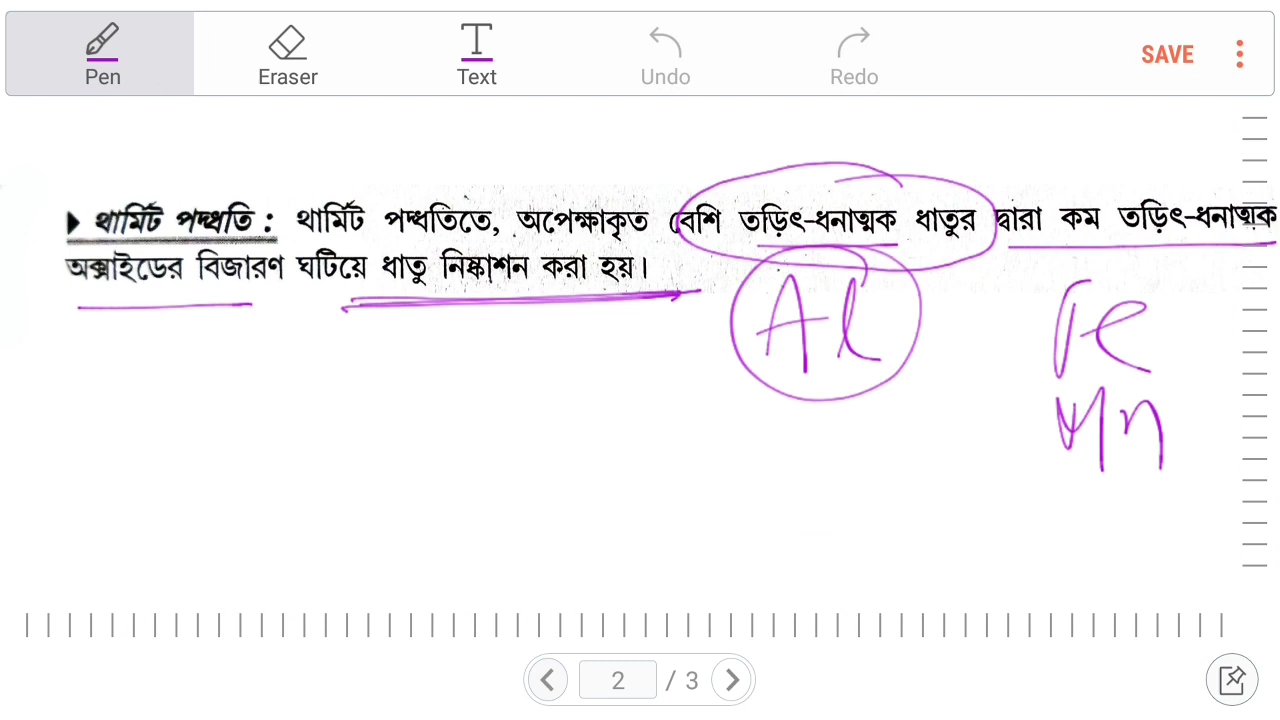 Pen Eraser Text Undo Redo SAVE
▶ থার্মিট পদ্ধতি : থার্মিট পদ্ধতিতে, অপেক্ষাকৃত বেশি তড়িৎ-ধনাত্মক ধাতুর দ্বারা কম তড়িৎ-ধনাত্মক
অক্সাইডের বিজারণ ঘটিয়ে ধাতু নিষ্কাশন করা হয়।
Al Fe
Mn
2 / 3